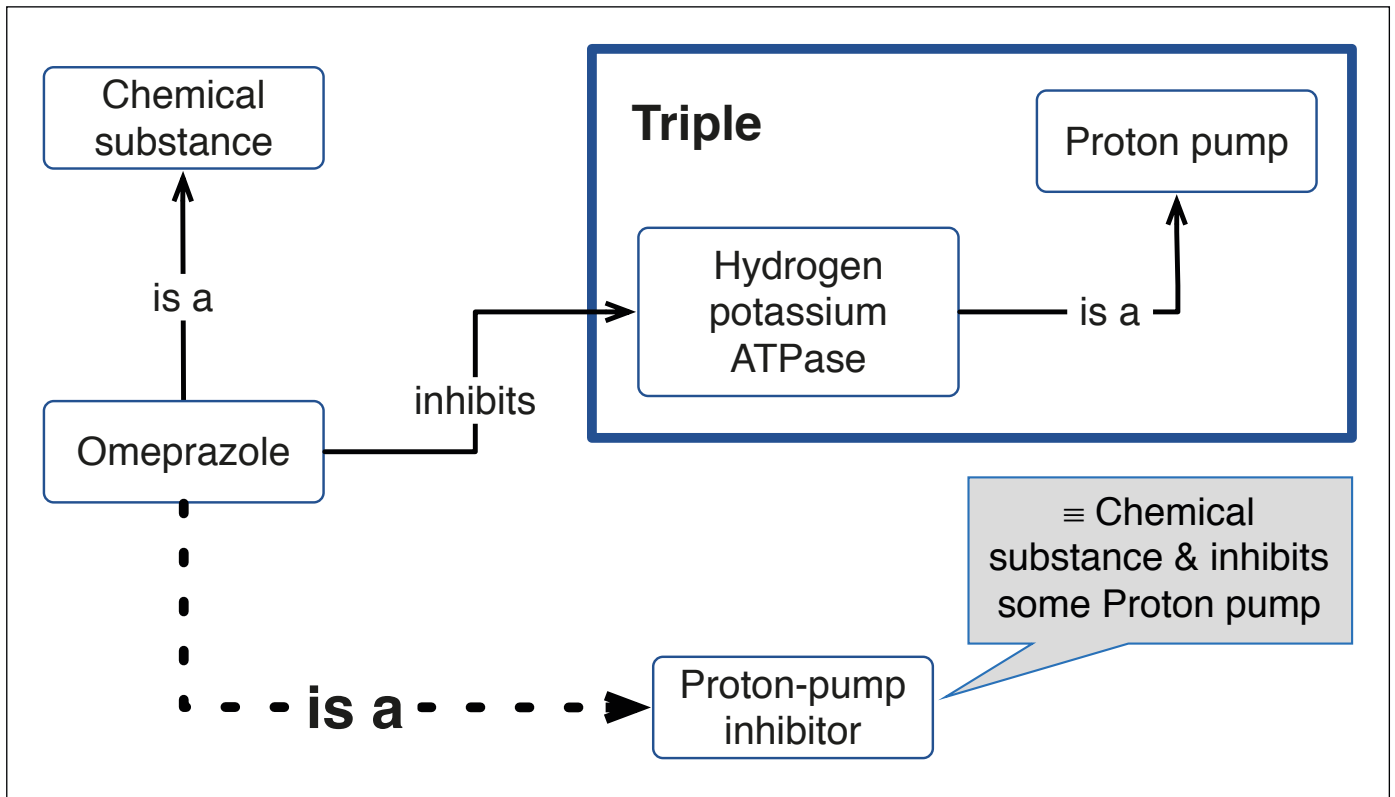 Chemical
substance
Triple
Proton pump
Hydrogen
potassium
ATPase
is a
is a
inhibits
Omeprazole
≡ Chemical
substance & inhibits
some Proton pump
is a
Proton-pump
inhibitor